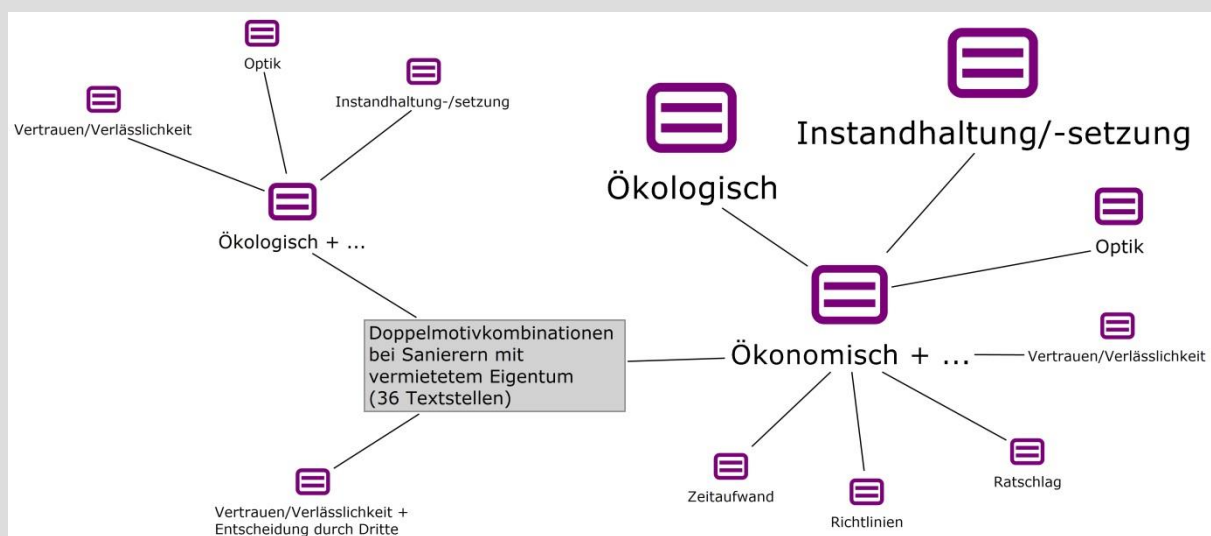 Optik
Instandhaltung-/setzung
Vertrauen/Verlässlichkeit
Ökologisch + ...
Instandhaltung/-setzung
Ökologisch
Optik
Doppelmotivkombinationen
bei Sanierern mit
vermietetem Eigentum
(36 Textstellen)
Ökonomisch + ...
Vertrauen/Verlässlichkeit
Zeitaufwand
Richtlinien
Ratschlag
Vertrauen/Verlässlichkeit +
Entscheidung durch Dritte